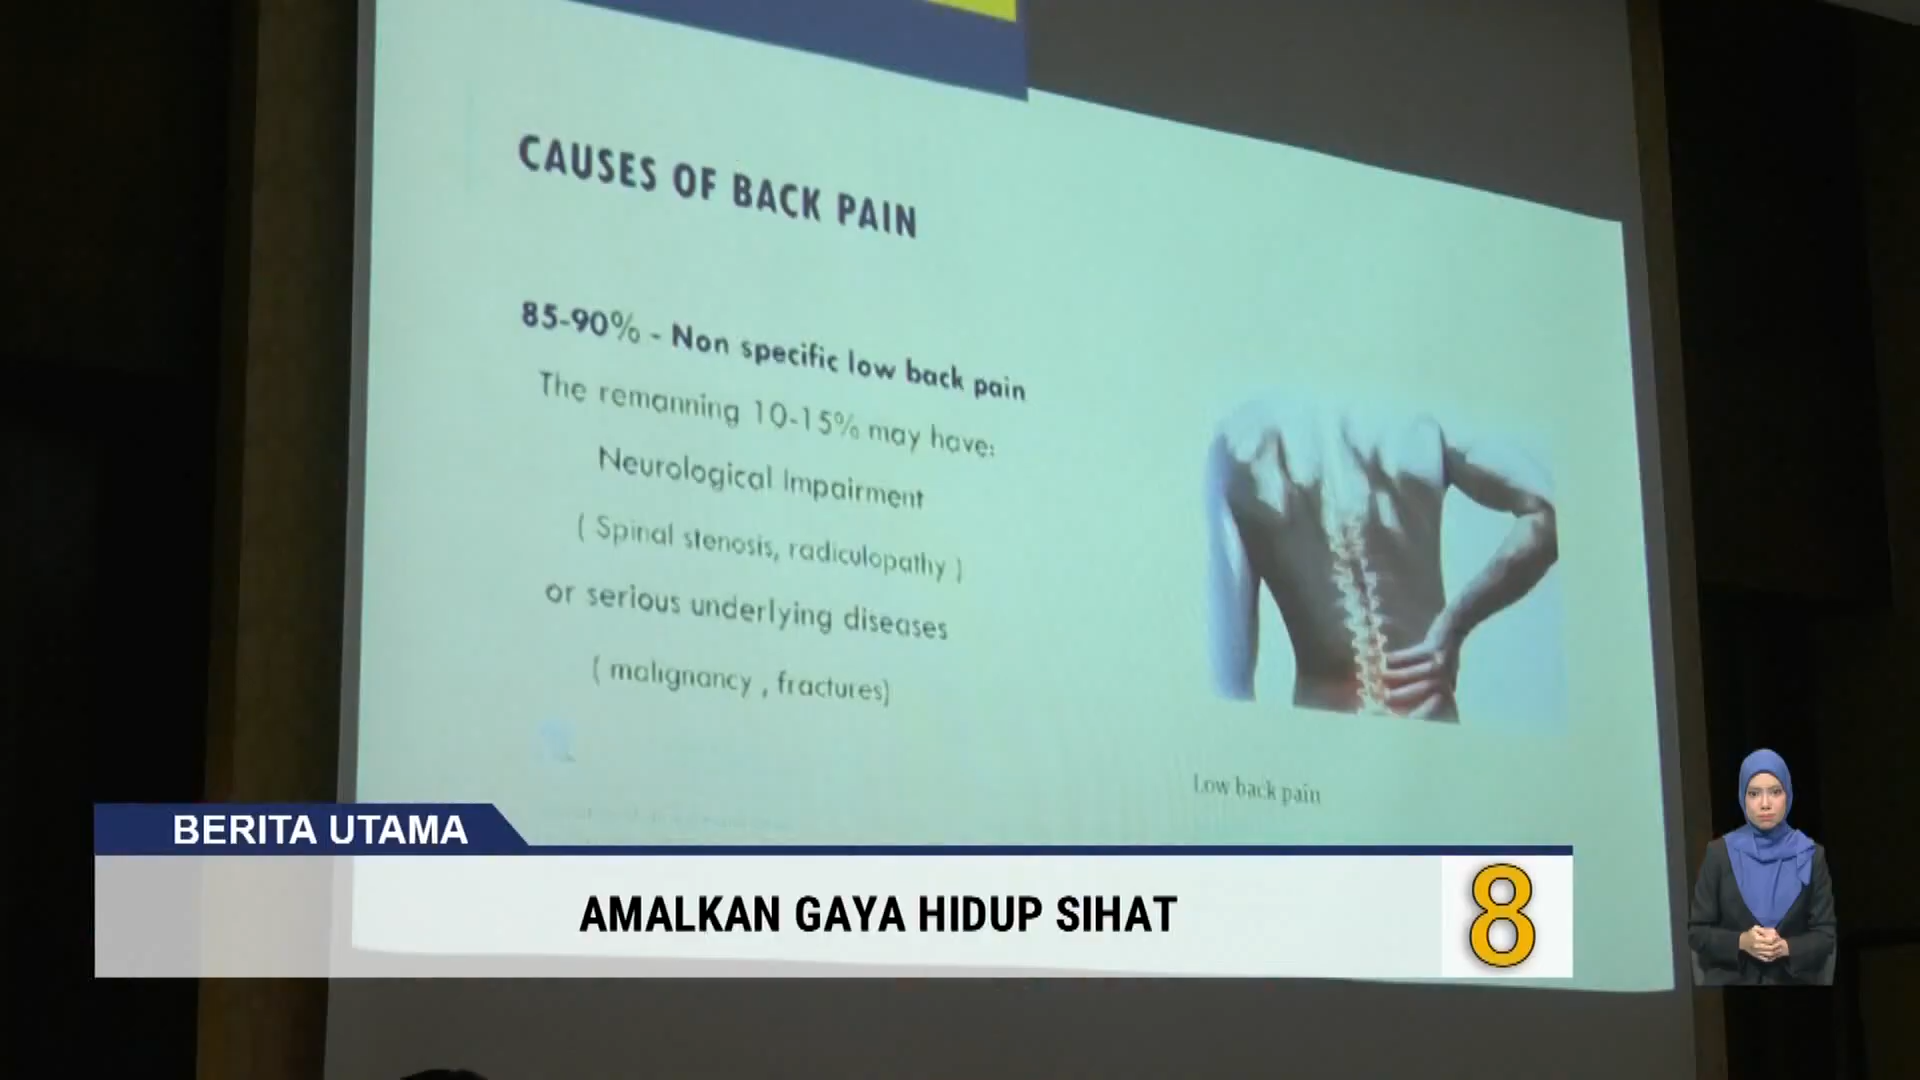 CAUSES OF BACK PAIN
85-90% - Non specific low back pain
The remanning 10-15% may have:
Neurological Impairment
( Spinal stenosis, radiculopathy )
or serious underlying diseases
( malignancy , fractures)
Low back pain
BERITA UTAMA
AMALKAN GAYA HIDUP SIHAT
8